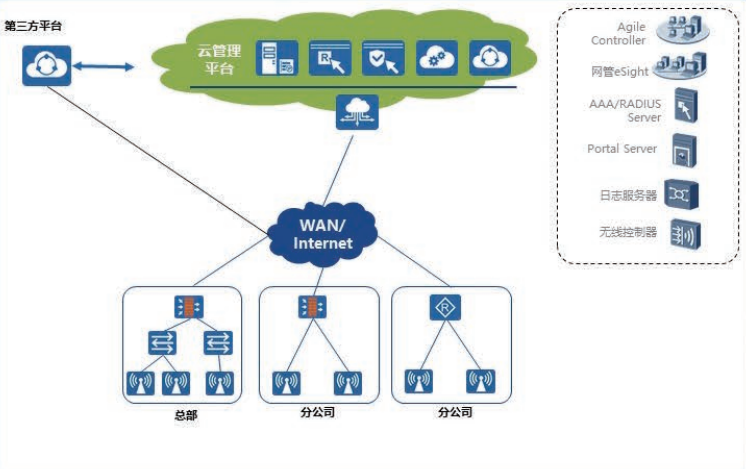 第三方平台
云管理
平台
R
WAN/
Internet
R
总部
分公司
分公司
Agile
Controller
网管eSight
AAA/RADIUS
Server
Portal Server
日志服务器
无线控制器